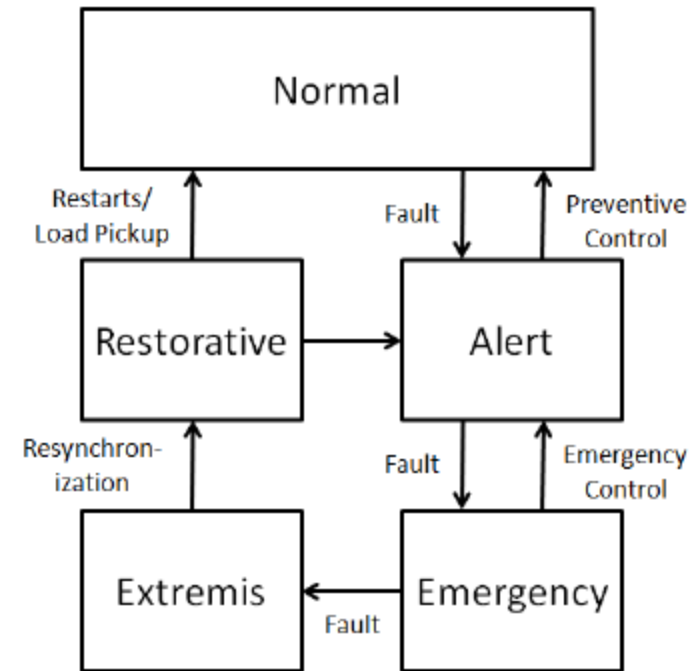 Normal
Restarts/
Load Pickup
Fault
Preventive
Control
Restorative
Alert
Resynchron-
ization
Fault
Emergency
Control
Extremis
Fault
Emergency